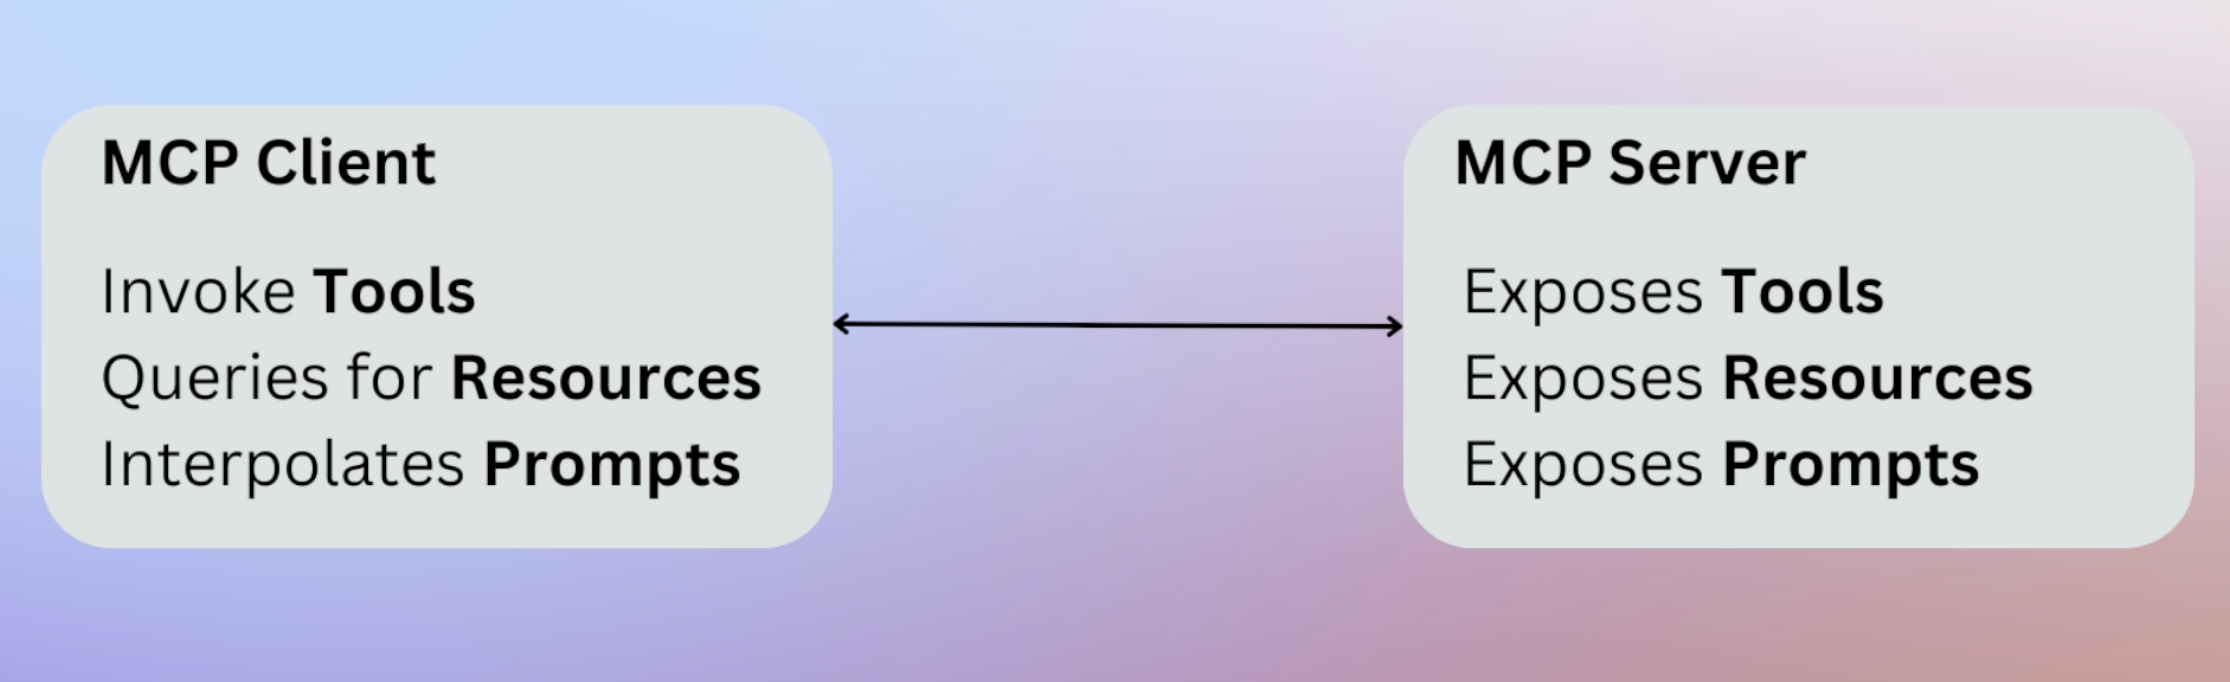 MCP Client
Invoke Tools
Queries for Resources
Interpolates Prompts
MCP Server
Exposes Tools
Exposes Resources
Exposes Prompts